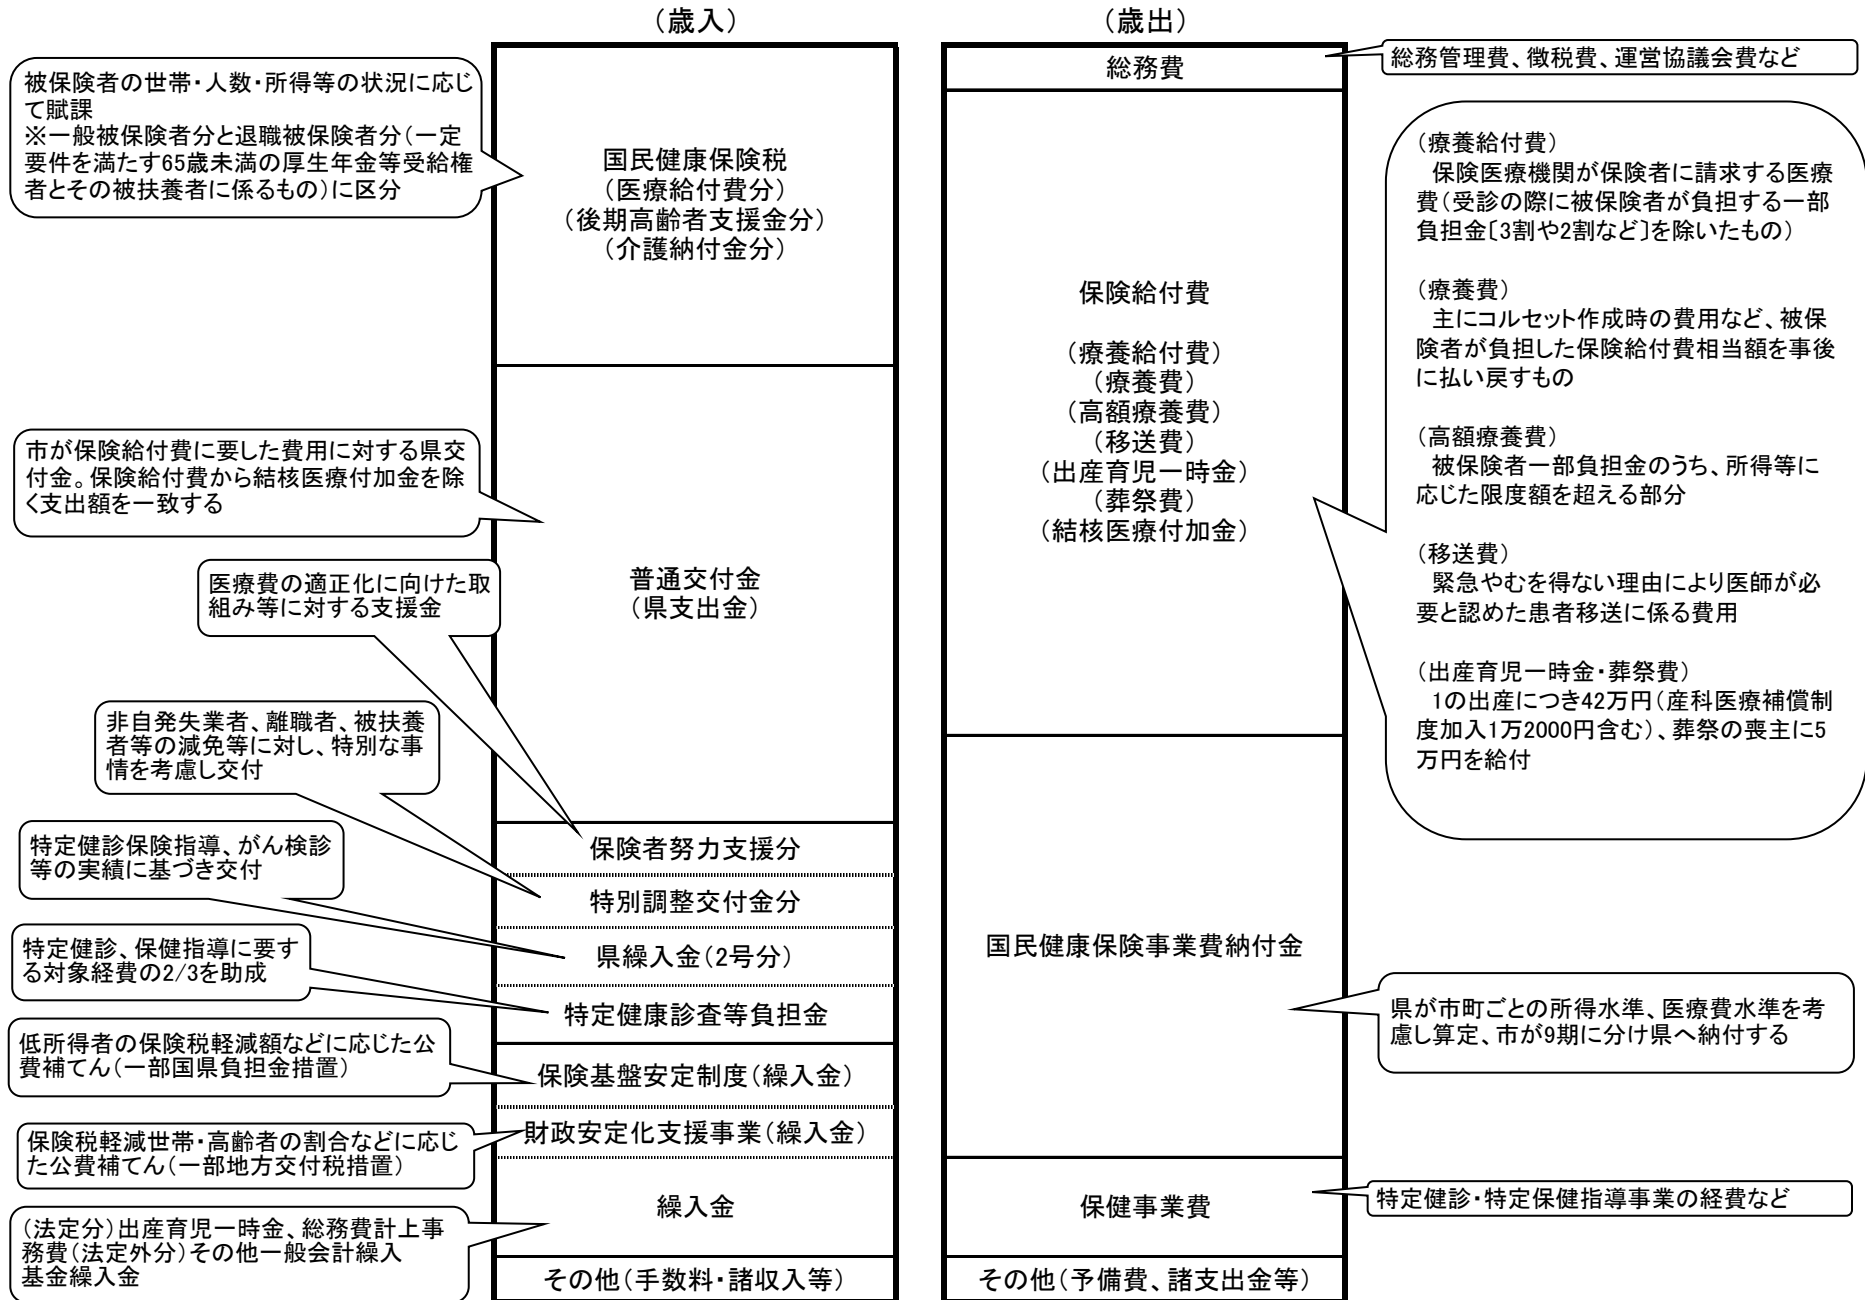 （歳入）
被保険者の世帯・人数・所得等の状況に応じ
て賦課
※一般被保険者分と退職被保険者分（一定
要件を満たす65歳未満の厚生年金等受給権
者とその被扶養者に係るもの）に区分
国民健康保険税
（医療給付費分）
（後期高齢者支援金分）
（介護納付金分）
市が保険給付費に要した費用に対する県交
付金。保険給付費から結核医療付加金を除
く支出額を一致する
普通交付金
（県支出金）
医療費の適正化に向けた取
組み等に対する支援金
保険者努力支援分
非自発失業者、離職者、被扶養
者等の減免等に対し、特別な事
情を考慮し交付
特別調整交付金分
特定健診保険指導、がん検診
等の実績に基づき交付
県繰入金（2号分）
特定健診、保健指導に要す
る対象経費の2/3を助成
特定健康診査等負担金
低所得者の保険税軽減額などに応じた公
費補てん（一部国県負担金措置）
保険基盤安定制度（繰入金）
保険税軽減世帯・高齢者の割合などに応じ
た公費補てん（一部地方交付税措置）
財政安定化支援事業（繰入金）
（法定分）出産育児一時金、総務費計上事
務費（法定外分）その他一般会計繰入
基金繰入金
繰入金
その他（手数料・諸収入等）
（歳出）
総務費
総務管理費、徴税費、運営協議会費など
保険給付費
（療養給付費）
（療養費）
（高額療養費）
（移送費）
（出産育児一時金）
（葬祭費）
（結核医療付加金）
（療養給付費）
保険医療機関が保険者に請求する医療
費（受診の際に被保険者が負担する一部
負担金〔3割や2割など〕を除いたもの）
（療養費）
主にコルセット作成時の費用など、被保
険者が負担した保険給付費相当額を事後
に払い戻すもの
（高額療養費）
被保険者一部負担金のうち、所得等に
応じた限度額を超える部分
（移送費）
緊急やむを得ない理由により医師が必
要と認めた患者移送に係る費用
（出産育児一時金・葬祭費）
1の出産につき42万円（産科医療補償制
度加入1万2000円含む）、葬祭の喪主に5
万円を給付
国民健康保険事業費納付金
県が市町ごとの所得水準、医療費水準を考
慮し算定、市が9期に分け県へ納付する
保健事業費
特定健診・特定保健指導事業の経費など
その他（予備費、諸支出金等）